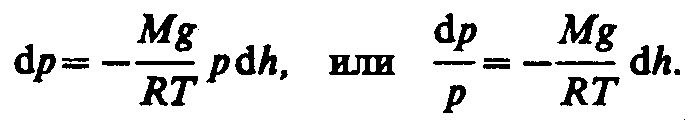 dp = − Mg/RT p dh, или dp/p = − Mg/RT dh.